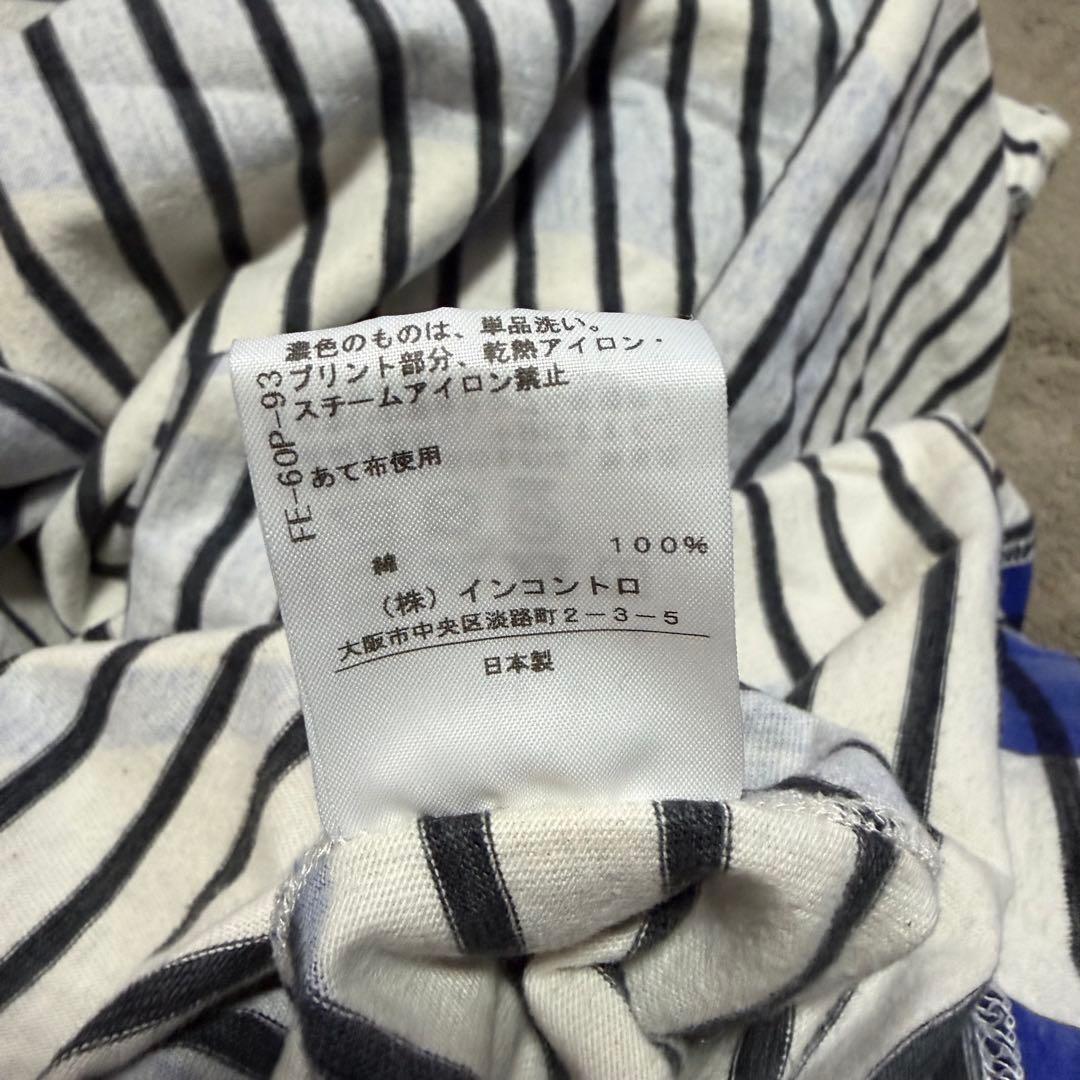 濃色のものは、単品洗い。
プリント部分、乾熱アイロン・
スチームアイロン禁止
あて布使用
FE-60P-93
綿 100%
(株)インコントロ
大阪市中央区淡路町2-3-5
日本製